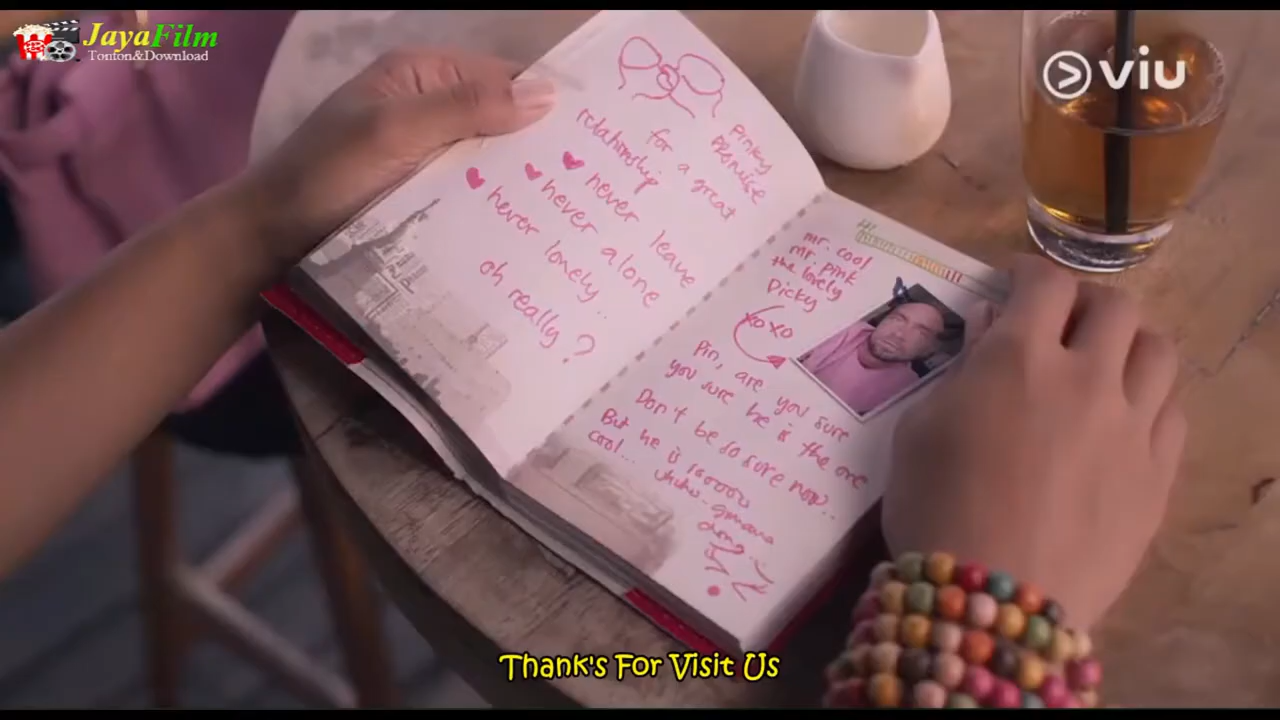 JayaFilm
Tonton&Download
viu
Pinky
Promise
for a great
relationship
never leave
never alone
never lonely..
oh really?
mr. cool
mr. pink
the lovely
Dicky
xoxo
Pin, are you sure
you sure he is the one
Don't be so sure now..
But he is
cool...
Thank's For Visit Us